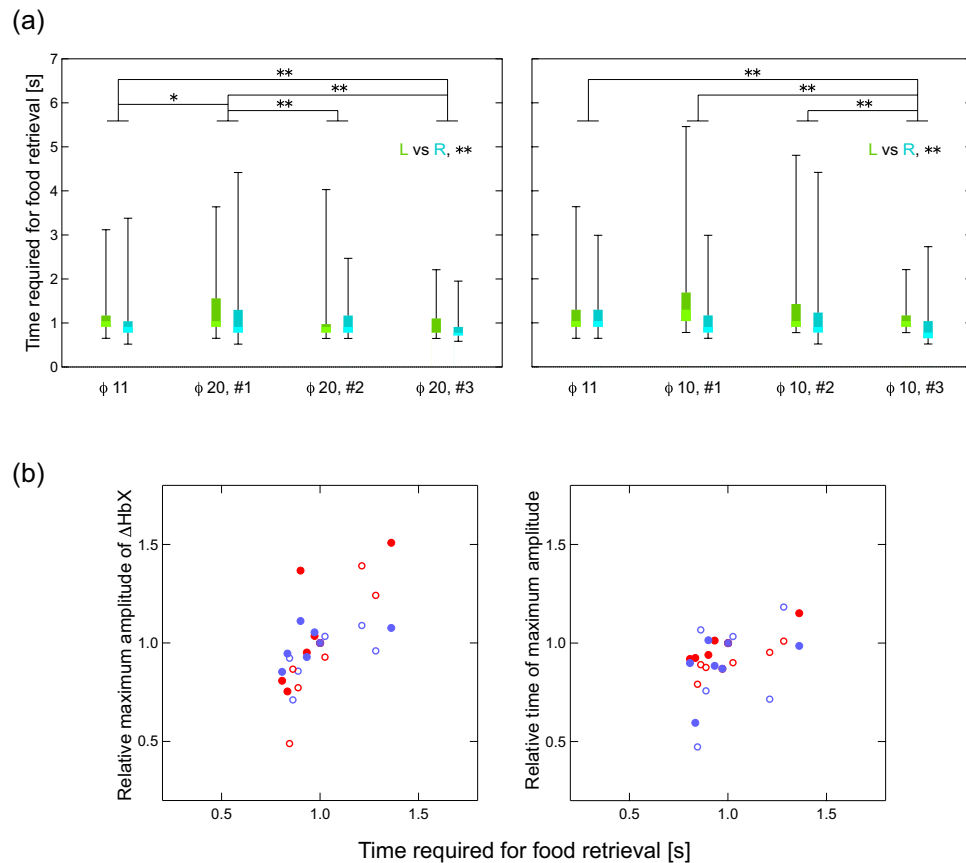 (a)
Time required for food retrieval [s]
7
6
5
4
3
2
1
0
** 
* **
**
L vs R, **
ϕ 11 ϕ 20, #1 ϕ 20, #2 ϕ 20, #3
**
**
**
L vs R, **
ϕ 11 ϕ 10, #1 ϕ 10, #2 ϕ 10, #3
(b)
Relative maximum amplitude of ΔHbX
1.5
1.0
0.5
0.5 1.0 1.5
Relative time of maximum amplitude
1.5
1.0
0.5
0.5 1.0 1.5
Time required for food retrieval [s]